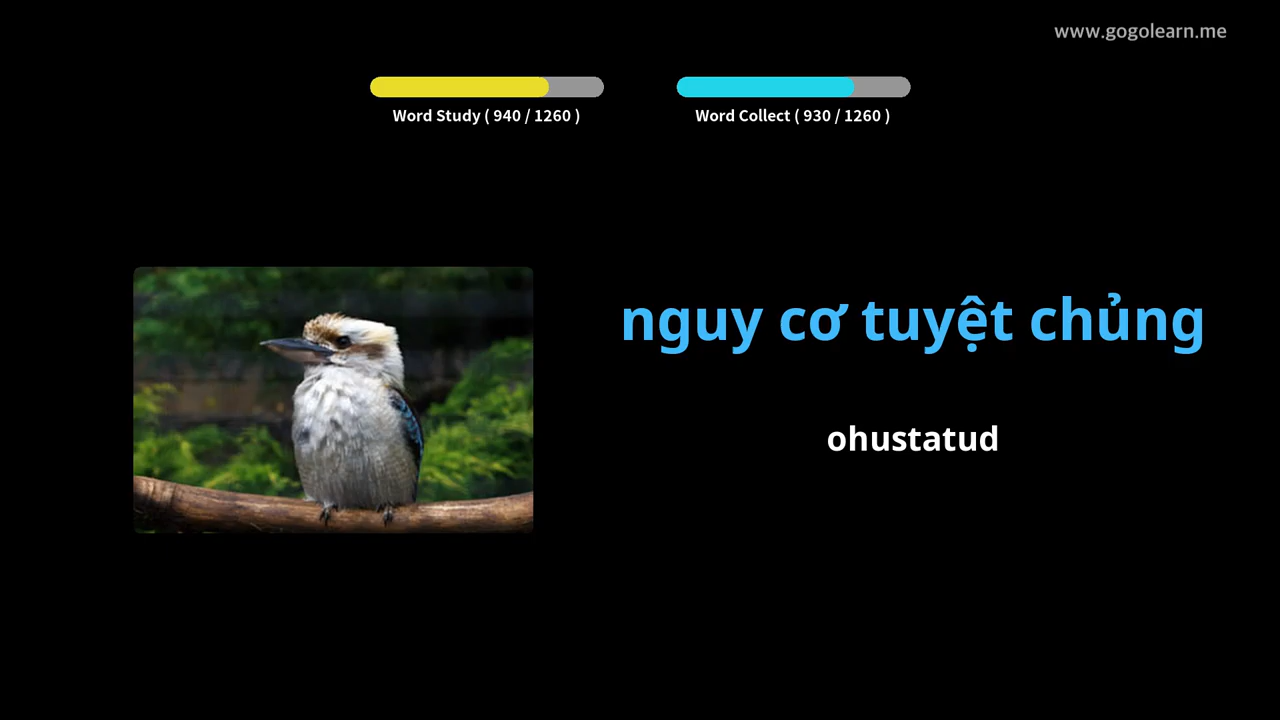 www.gogolearn.me
Word Study ( 940 / 1260 )
Word Collect ( 930 / 1260 )
nguy cơ tuyệt chủng
ohustatud